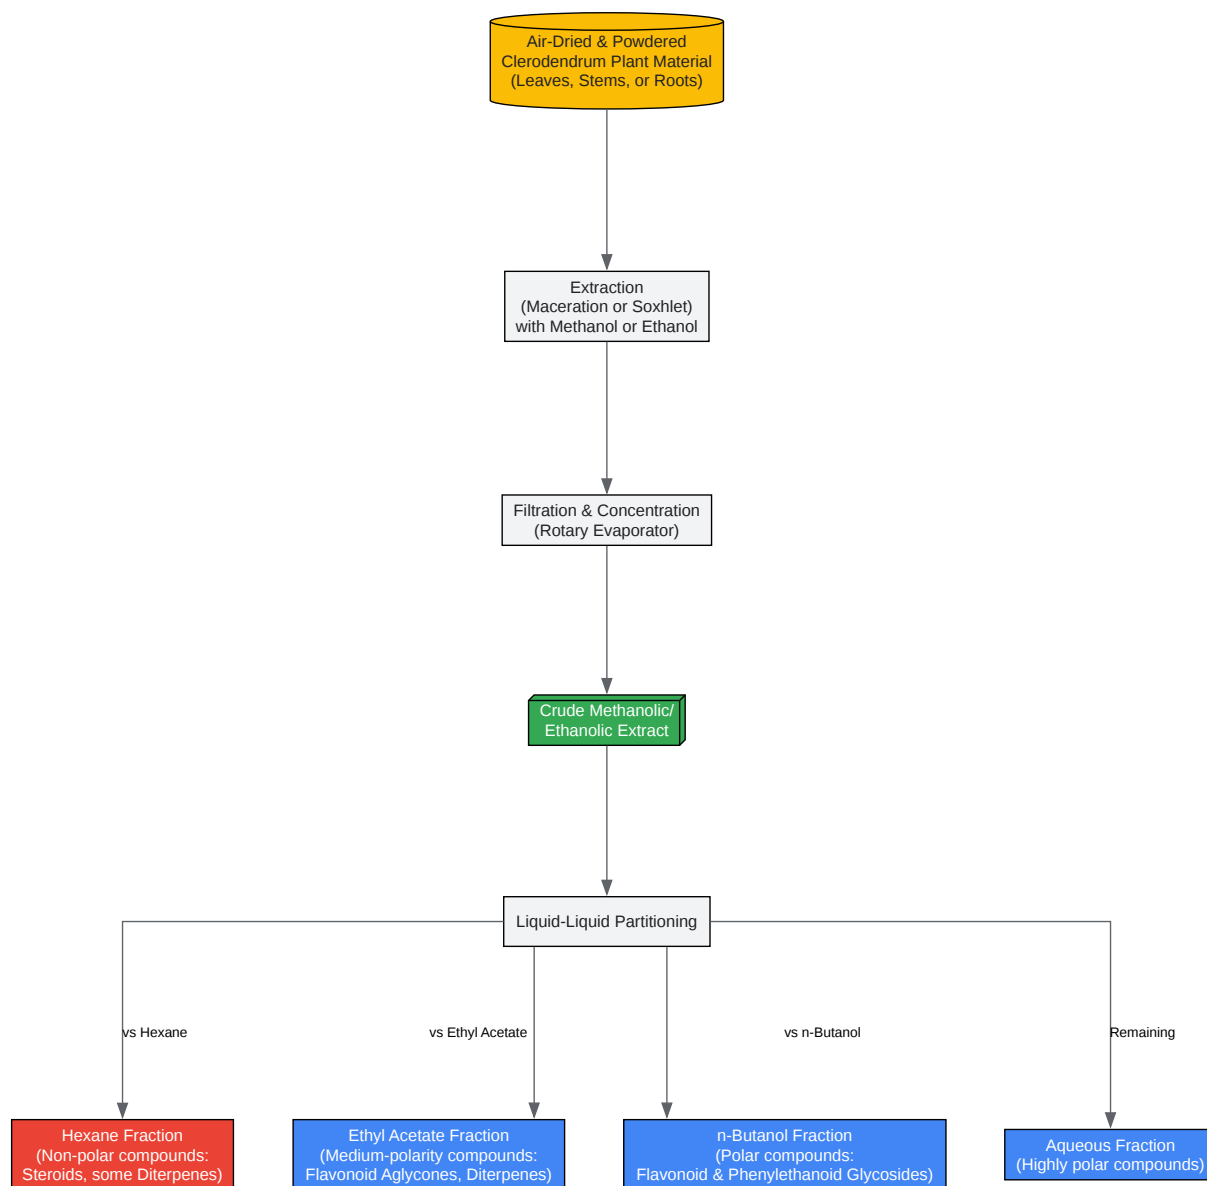 Air-Dried & Powdered
Clerodendrum Plant Material
(Leaves, Stems, or Roots)
Extraction
(Maceration or Soxhlet)
with Methanol or Ethanol
Filtration & Concentration
(Rotary Evaporator)
Crude Methanolic/
Ethanolic Extract
Liquid-Liquid Partitioning
vs Hexane
vs Ethyl Acetate
vs n-Butanol
Remaining
Hexane Fraction
(Non-polar compounds:
Steroids, some Diterpenes)
Ethyl Acetate Fraction
(Medium-polarity compounds:
Flavonoid Aglycones, Diterpenes)
n-Butanol Fraction
(Polar compounds:
Flavonoid & Phenylethanoid Glycosides)
Aqueous Fraction
(Highly polar compounds)